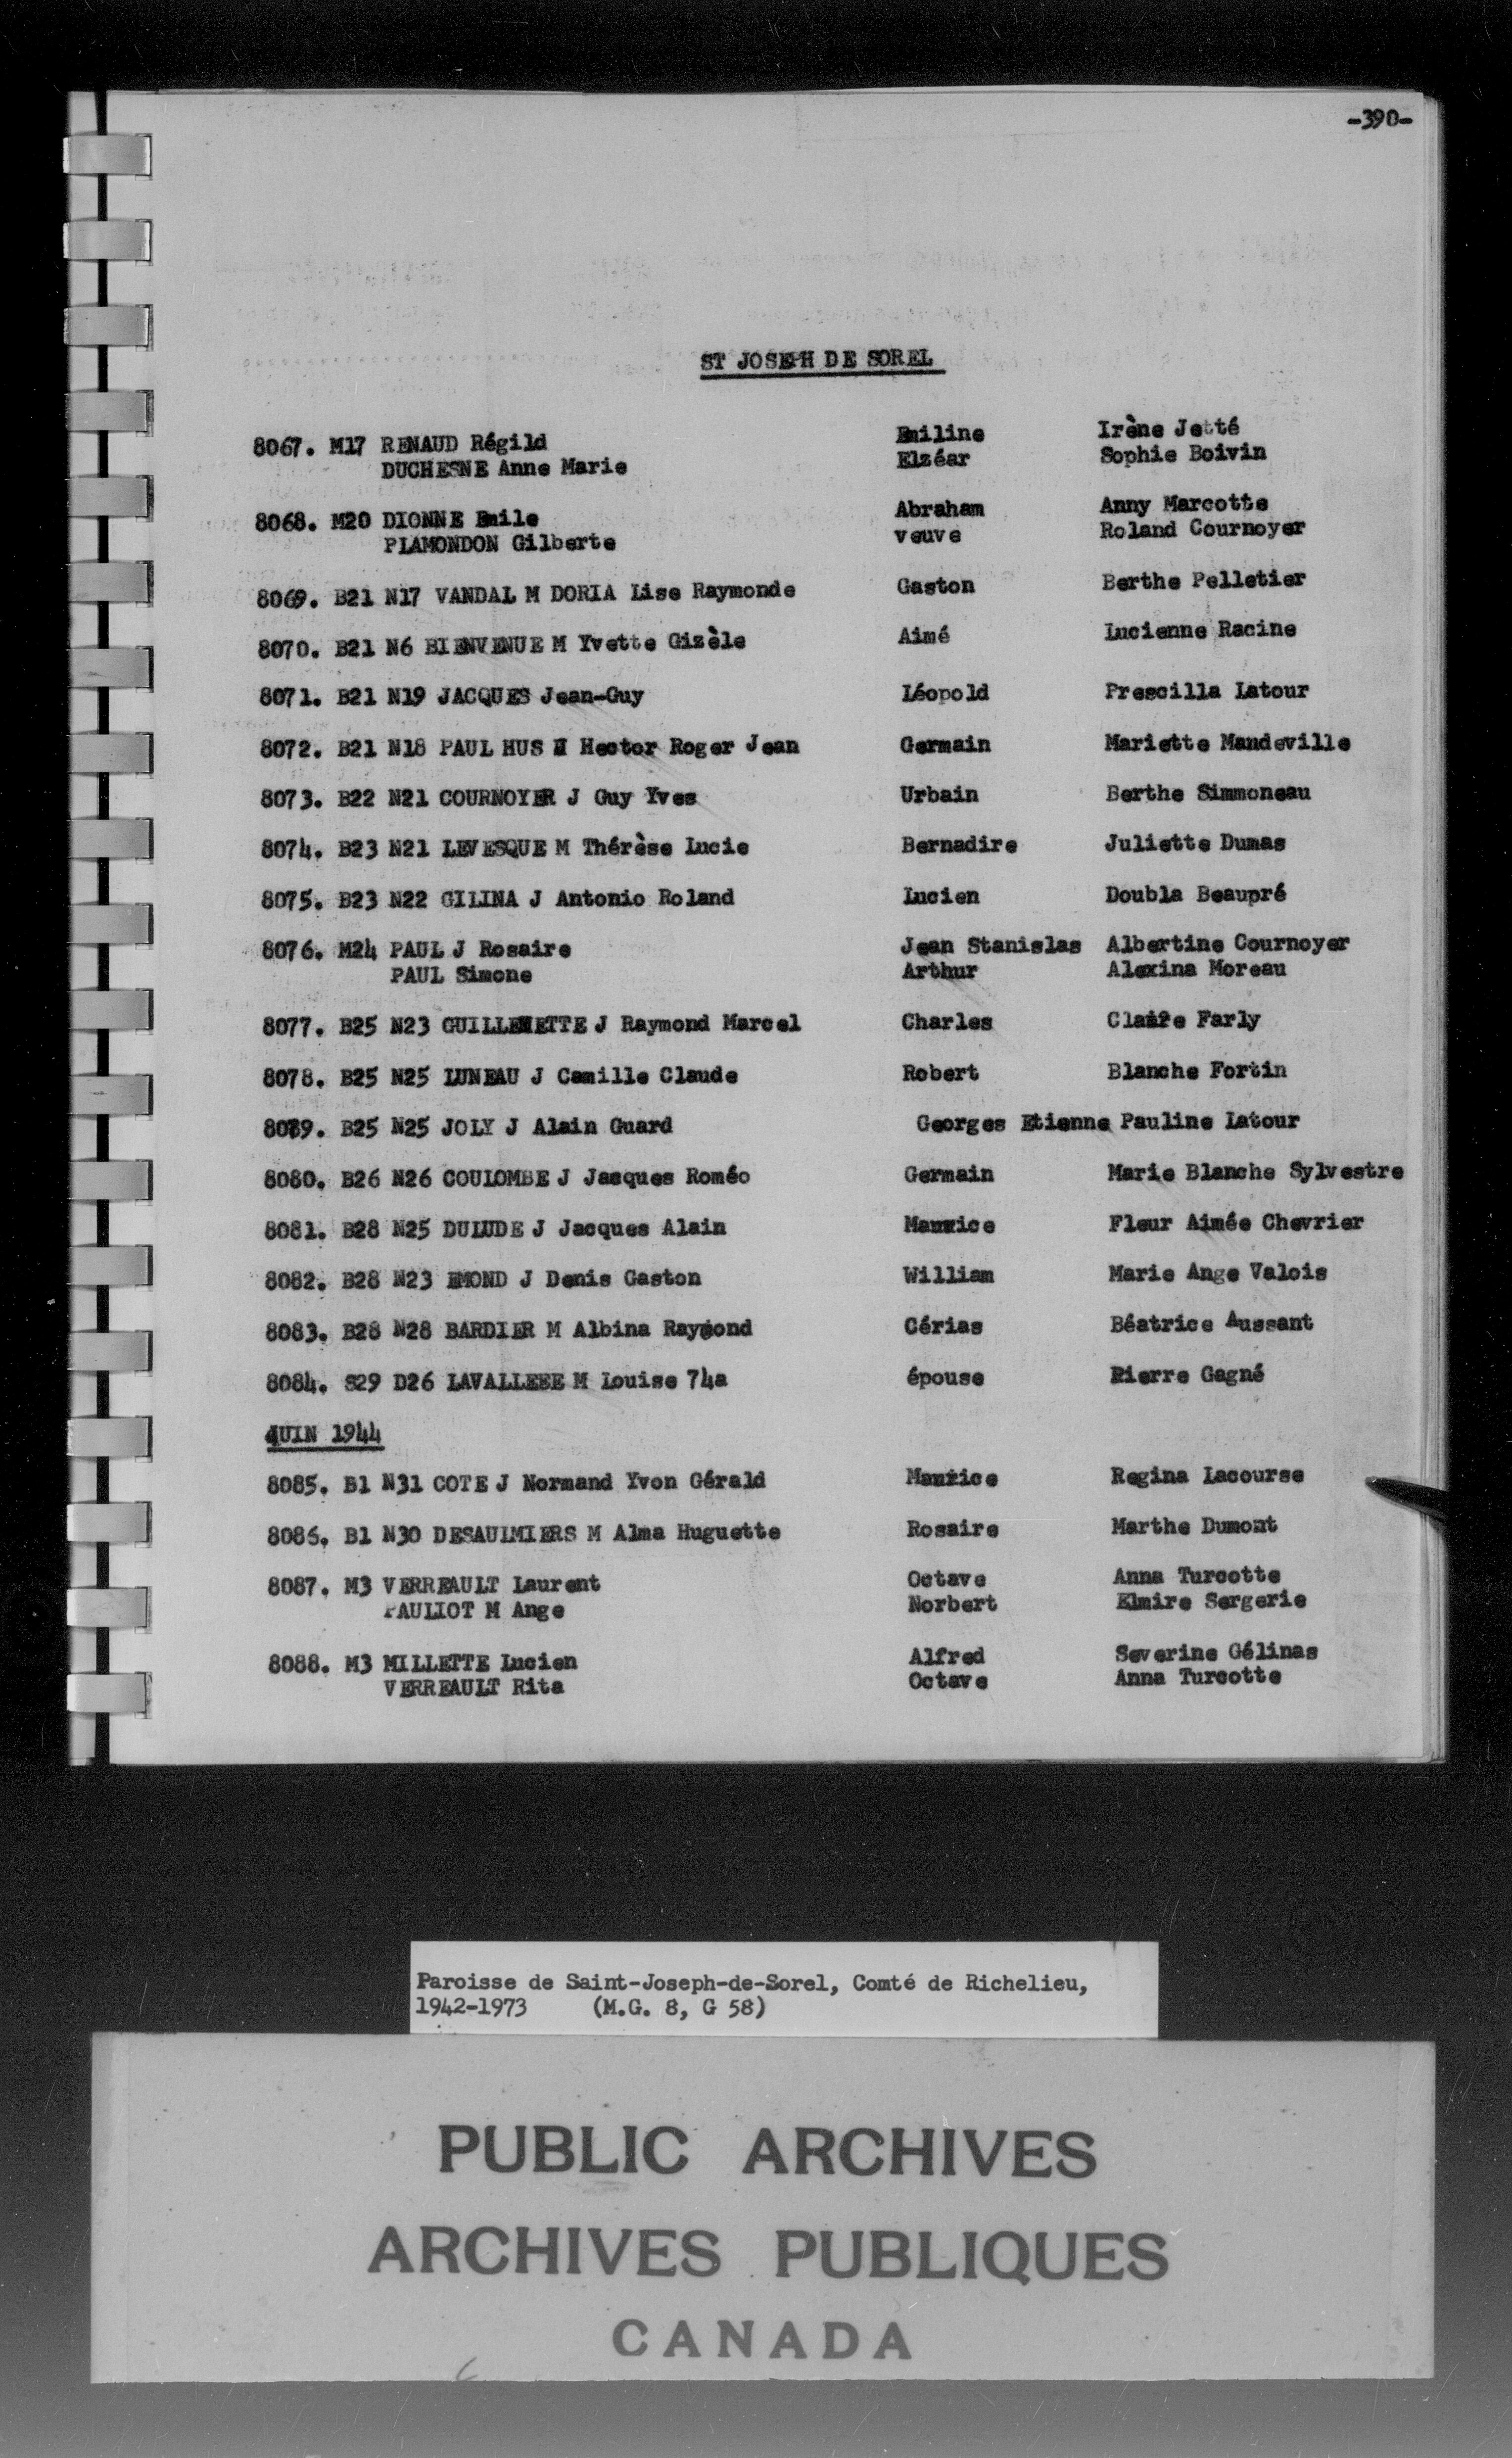 -390-
ST JOSEPH DE SOREL
8067. M17 RENAUD Régild Emiline Irène Jetté
DUCHESNE Anne Marie Elzéar Sophie Boivin
8068. M20 DIONNE Emile Abraham Anny Marcotte
PLAMONDON Gilberte veuve Roland Cournoyer
8069. B21 N17 VANDAL M DORIA Lise Raymonde Gaston Berthe Pelletier
8070. B21 N6 BIENVENUE M Yvette Gizèle Aimé Lucienne Racine
8071. B21 N19 JACQUES Jean-Guy Léopold Prescilla Latour
8072. B21 N18 PAUL HUS Hector Roger Jean Germain Mariette Mandeville
8073. B22 N21 COURNOYER J Guy Yves Urbain Berthe Simmoneau
8074. B23 N21 LEVESQUE M Thérèse Lucie Bernadire Juliette Dumas
8075. B23 N22 GILINA J Antonio Roland Lucien Doubla Beaupré
8076. M24 PAUL J Rosaire Jean Stanislas Albertine Cournoyer
PAUL Simone Arthur Alexina Moreau
8077. B25 N23 GUILLEMETTE J Raymond Marcel Charles Claire Farly
8078. B25 N25 LUNEAU J Camille Claude Robert Blanche Fortin
8079. B25 N25 JOLY J Alain Guard Georges Etienne Pauline Latour
8080. B26 N26 COULOMBE J Jacques Roméo Germain Marie Blanche Sylvestre
8081. B28 N25 DULUDE J Jacques Alain Maurice Fleur Aimée Chevrier
8082. B28 N23 EMOND J Denis Gaston William Marie Ange Valois
8083. B28 N28 BARDIER M Albina Raymond Cérias Béatrice Aussant
8084. S29 D26 LAVALLEEE M Louise 74a épouse Pierre Gagné
JUIN 1944
8085. B1 N31 COTE J Normand Yvon Gérald Maurice Regina Lacourse
8086. B1 N30 DESAULMIERS M Alma Huguette Rosaire Marthe Dumont
8087. M3 VERREAULT Laurent Octave Anna Turcotte
PAULIOT M Ange Norbert Elmire Sergerie
8088. M3 MILLETTE Lucien Alfred Severine Gélinas
VERREAULT Rita Octave Anna Turcotte
Paroisse de Saint-Joseph-de-Sorel, Comté de Richelieu,
1942-1973 (M.G. 8, G 58)
PUBLIC ARCHIVES
ARCHIVES PUBLIQUES
CANADA